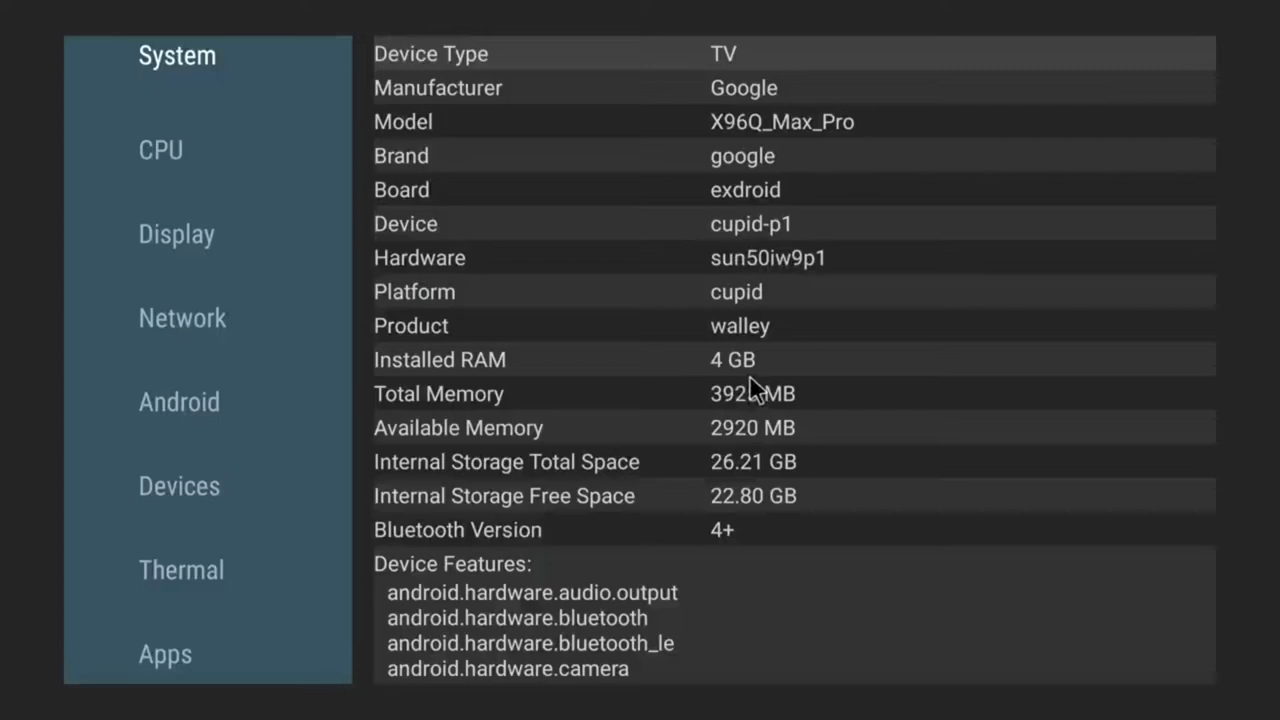 System
CPU
Display
Network
Android
Devices
Thermal
Apps
Device Type TV
Manufacturer Google
Model X96Q_Max_Pro
Brand google
Board exdroid
Device cupid-p1
Hardware sun50iw9p1
Platform cupid
Product walley
Installed RAM 4 GB
Total Memory MB
Available Memory 2920 MB
Internal Storage Total Space 26.21 GB
Internal Storage Free Space 22.80 GB
Bluetooth Version 4+
Device Features:
android.hardware.audio.output
android.hardware.bluetooth
android.hardware.bluetooth_le
android.hardware.camera